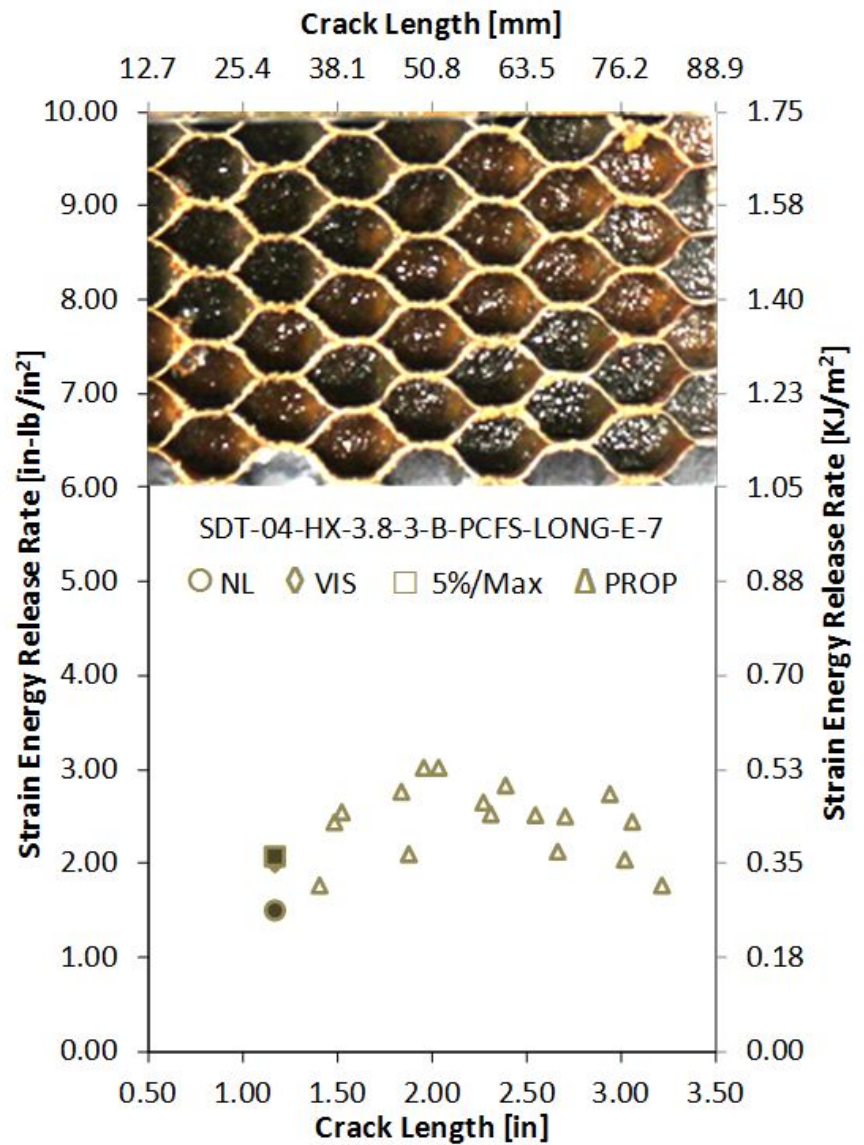 Crack Length [mm]
12.7 25.4 38.1 50.8 63.5 76.2 88.9
Strain Energy Release Rate [in-lb/in²]
10.00
9.00
8.00
7.00
6.00
5.00
4.00
3.00
2.00
1.00
0.00
SDT-04-HX-3.8-3-B-PCFS-LONG-E-7
NL VIS 5%/Max PROP
1.75
1.58
1.40
1.23
1.05
0.88
0.70
0.53
0.35
0.18
0.00
Strain Energy Release Rate [KJ/m²]
0.50 1.00 1.50 2.00 2.50 3.00 3.50
Crack Length [in]